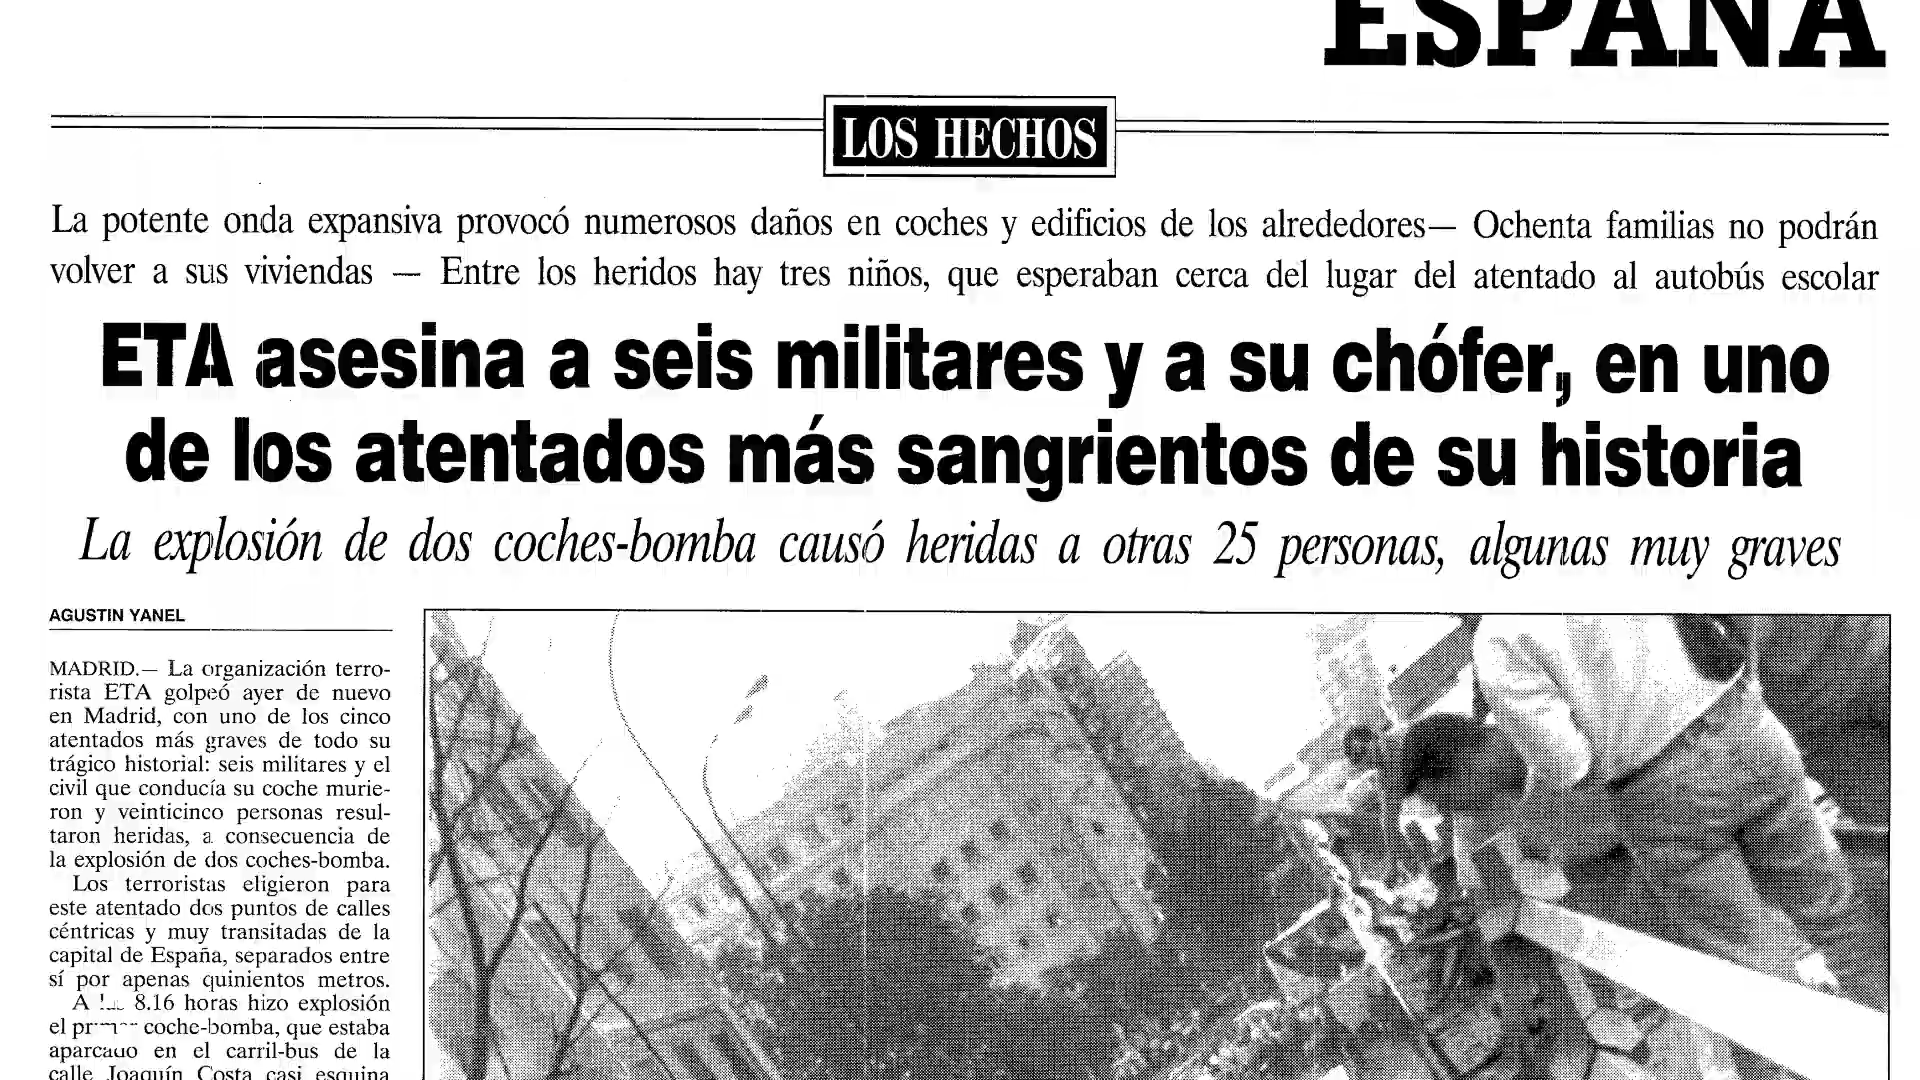 ESPAÑA
LOS HECHOS
La potente onda expansiva provocó numerosos daños en coches y edificios de los alrededores— Ochenta familias no podrán
volver a sus viviendas — Entre los heridos hay tres niños, que esperaban cerca del lugar del atentado al autobús escolar
ETA asesina a seis militares y a su chófer, en uno
de los atentados más sangrientos de su historia
La explosión de dos coches-bomba causó heridas a otras 25 personas, algunas muy graves
AGUSTIN YANEL
MADRID.— La organización terro-
rista ETA golpeó ayer de nuevo
en Madrid, con uno de los cinco
atentados más graves de todo su
trágico historial: seis militares y el
civil que conducía su coche murie-
ron y veinticinco personas resul-
taron heridas, a consecuencia de
la explosión de dos coches-bomba.
Los terroristas eligieron para
este atentado dos puntos de calles
céntricas y muy transitadas de la
capital de España, separados entre
sí por apenas quinientos metros.
A 8.16 horas hizo explosión
el coche-bomba, que estaba
aparcado en el carril-bus de la
calle Joaquín Costa casi esquina